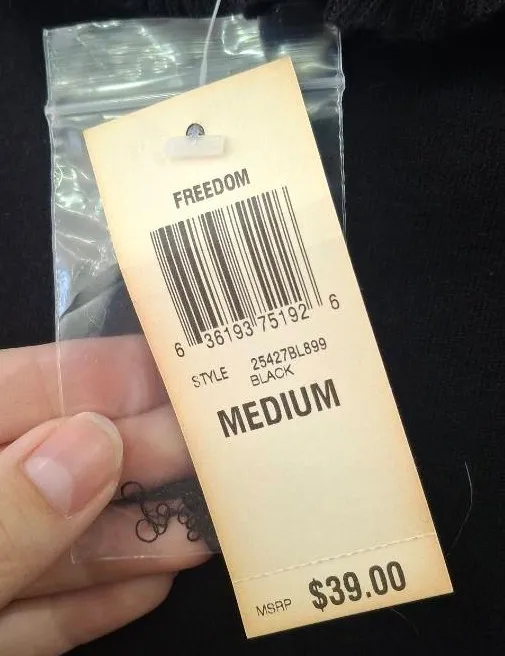 FREEDOM
6 36193 75192 6
STYLE 25427BL899
BLACK
MEDIUM
MSRP $39.00